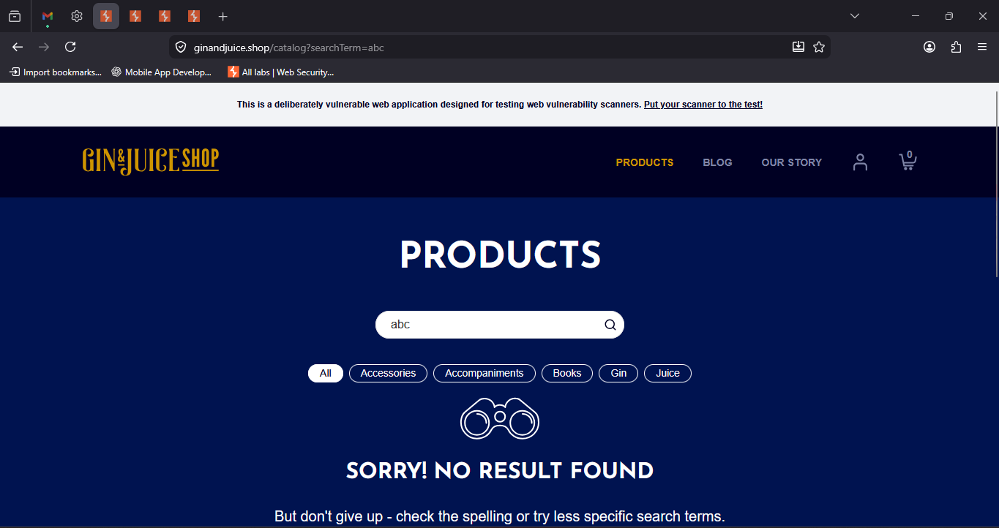 ginandjuice.shop/catalog?searchTerm=abc
Import bookmarks... Mobile App Develop... All labs | Web Security...
This is a deliberately vulnerable web application designed for testing web vulnerability scanners. Put your scanner to the test!
GIN&JUICE SHOP PRODUCTS BLOG OUR STORY 0
PRODUCTS
abc
All Accessories Accompaniments Books Gin Juice
SORRY! NO RESULT FOUND
But don't give up - check the spelling or try less specific search terms.